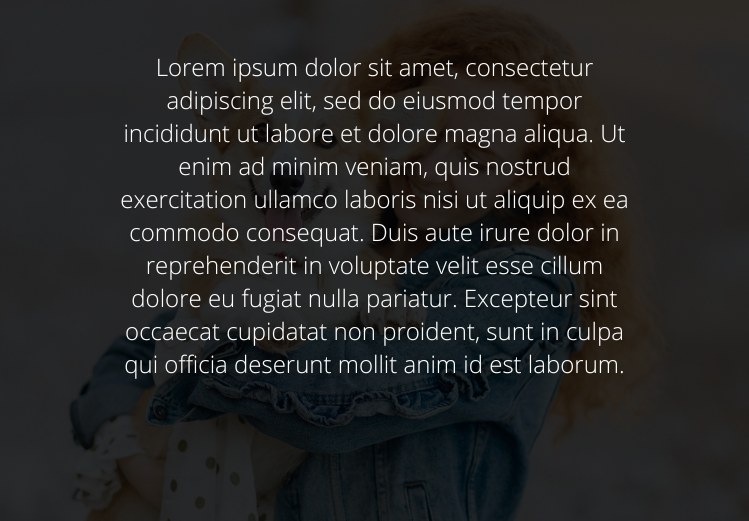 Lorem ipsum dolor sit amet, consectetur
adipiscing elit, sed do eiusmod tempor
incididunt ut labore et dolore magna aliqua. Ut
enim ad minim veniam, quis nostrud
exercitation ullamco laboris nisi ut aliquip ex ea
commodo consequat. Duis aute irure dolor in
reprehenderit in voluptate velit esse cillum
dolore eu fugiat nulla pariatur. Excepteur sint
occaecat cupidatat non proident, sunt in culpa
qui officia deserunt mollit anim id est laborum.